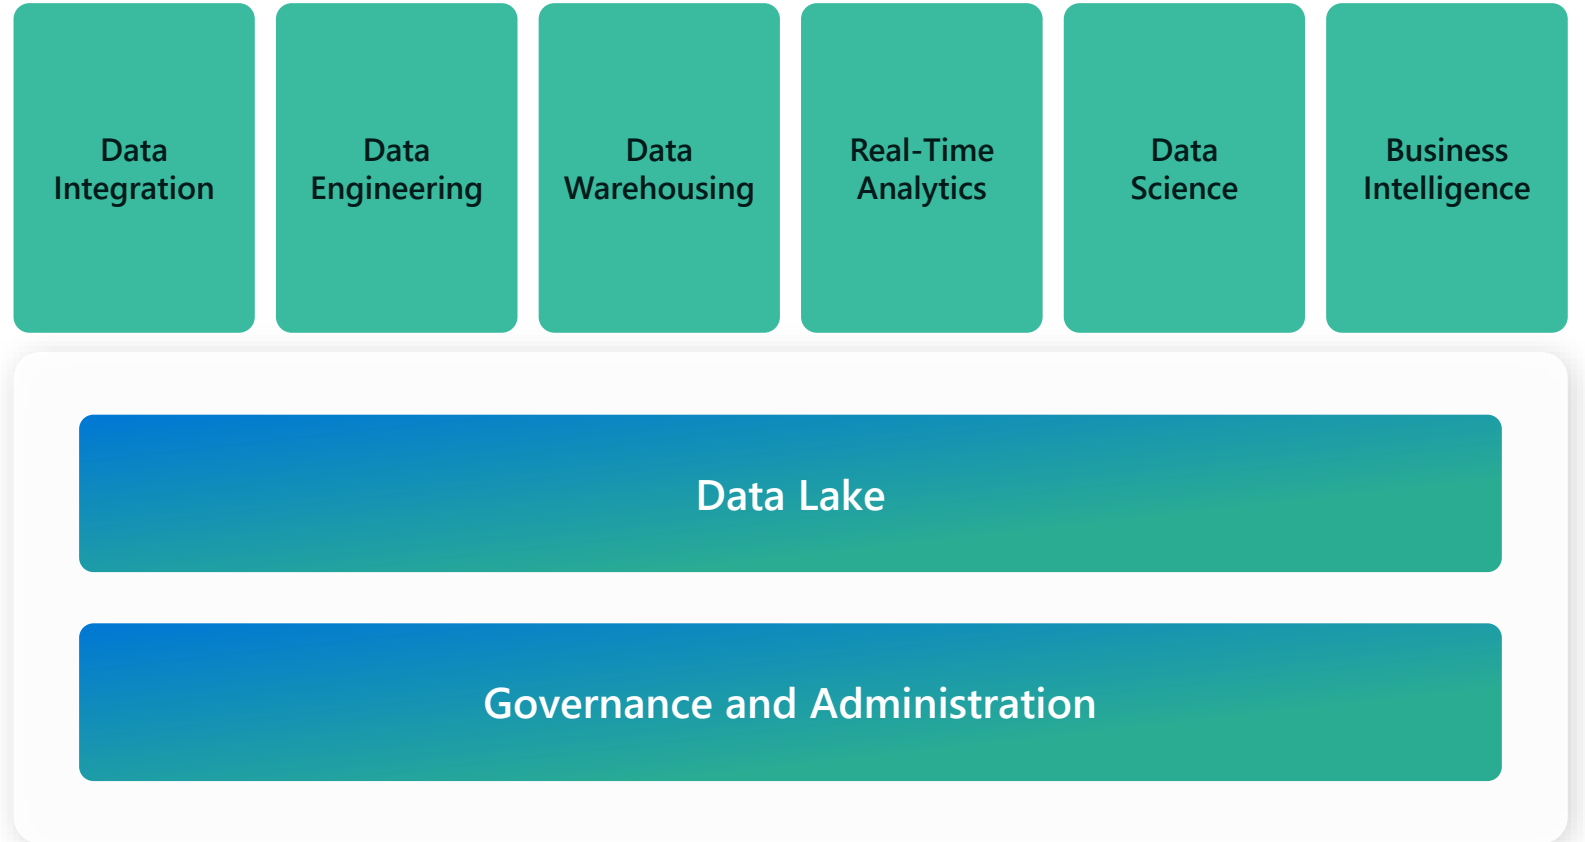 Data
Integration
Data
Engineering
Data
Warehousing
Real-Time
Analytics
Data
Science
Business
Intelligence
Data Lake
Governance and Administration